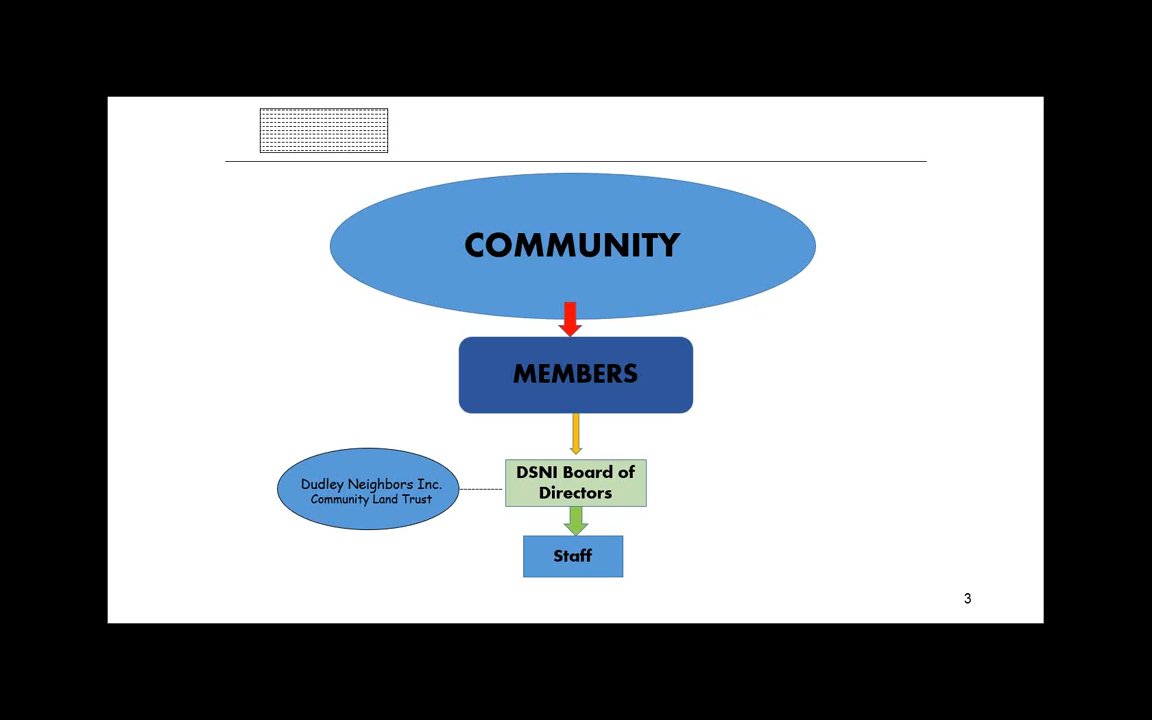 COMMUNITY
MEMBERS
DSNI Board of
Directors
Dudley Neighbors Inc.
Community Land Trust
Staff
3